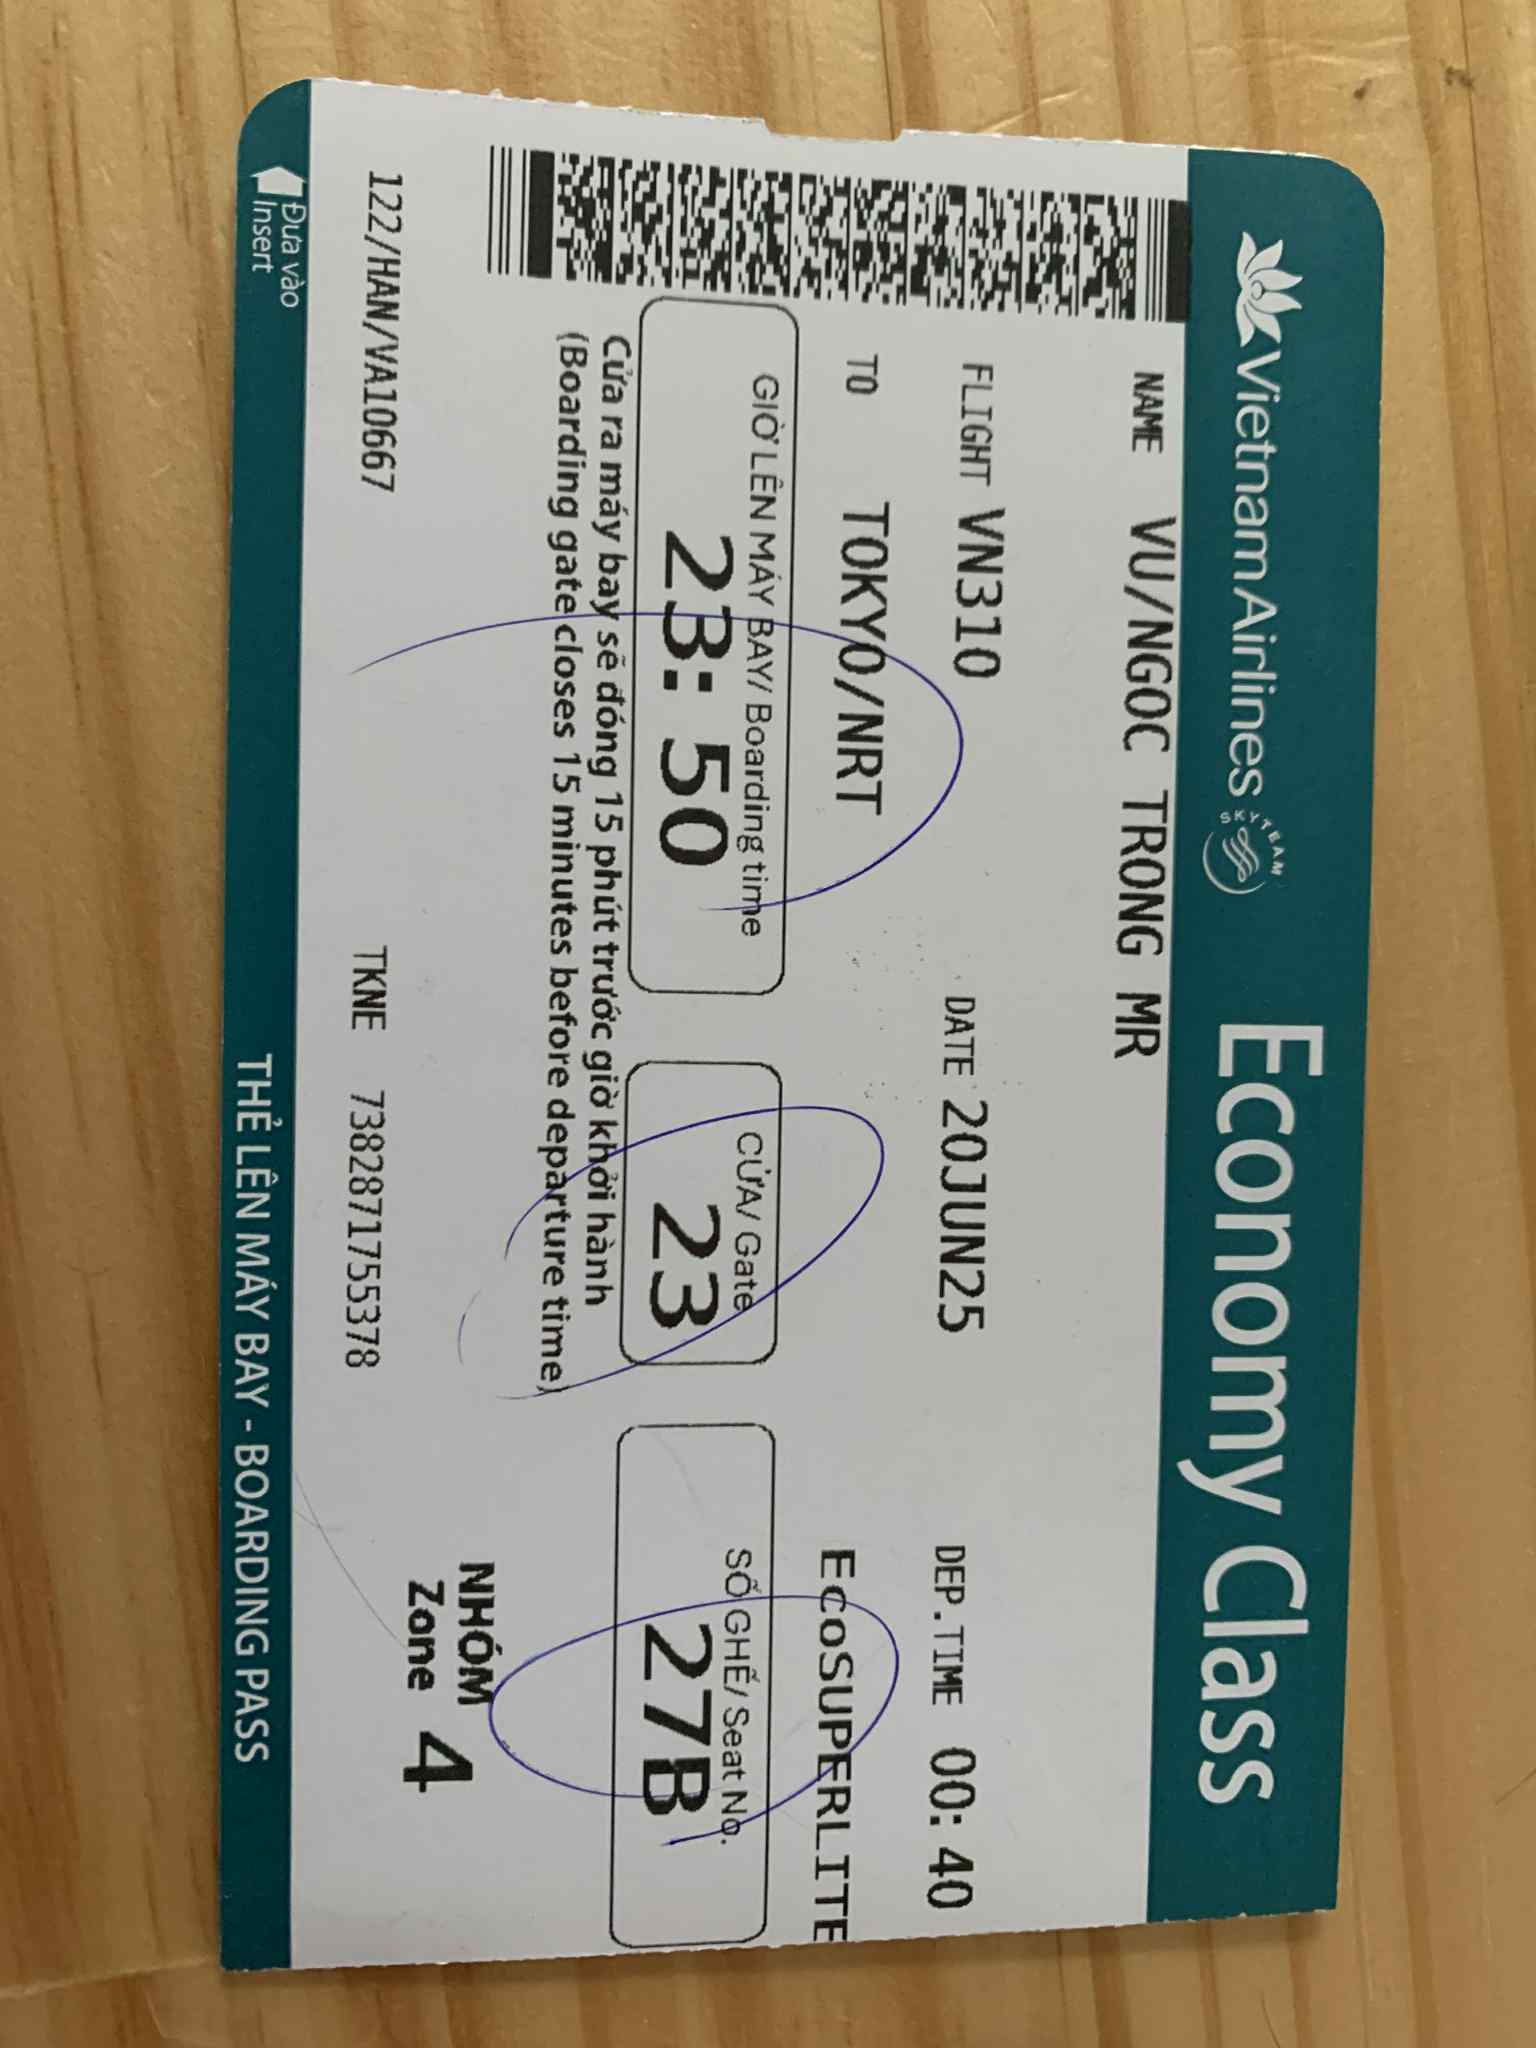 Vietnam Airlines SKYTEAM Economy Class
NAME VU/NGOC TRONG MR
FLIGHT VN310 DATE 20JUN25 DEP.TIME 00:40
TO TOKYO/NRT EcoSUPERLITE
GIỜ LÊN MÁY BAY/ Boarding time CỬA/ Gate SỐ GHẾ/ Seat No.
23:50 23 27B
Cửa ra máy bay sẽ đóng 15 phút trước giờ khởi hành
(Boarding gate closes 15 minutes before departure time)
NHÓM
Zone 4
122/HAN/VA10667 TKNE 7382871755378
Đưa vào
Insert
THẺ LÊN MÁY BAY - BOARDING PASS